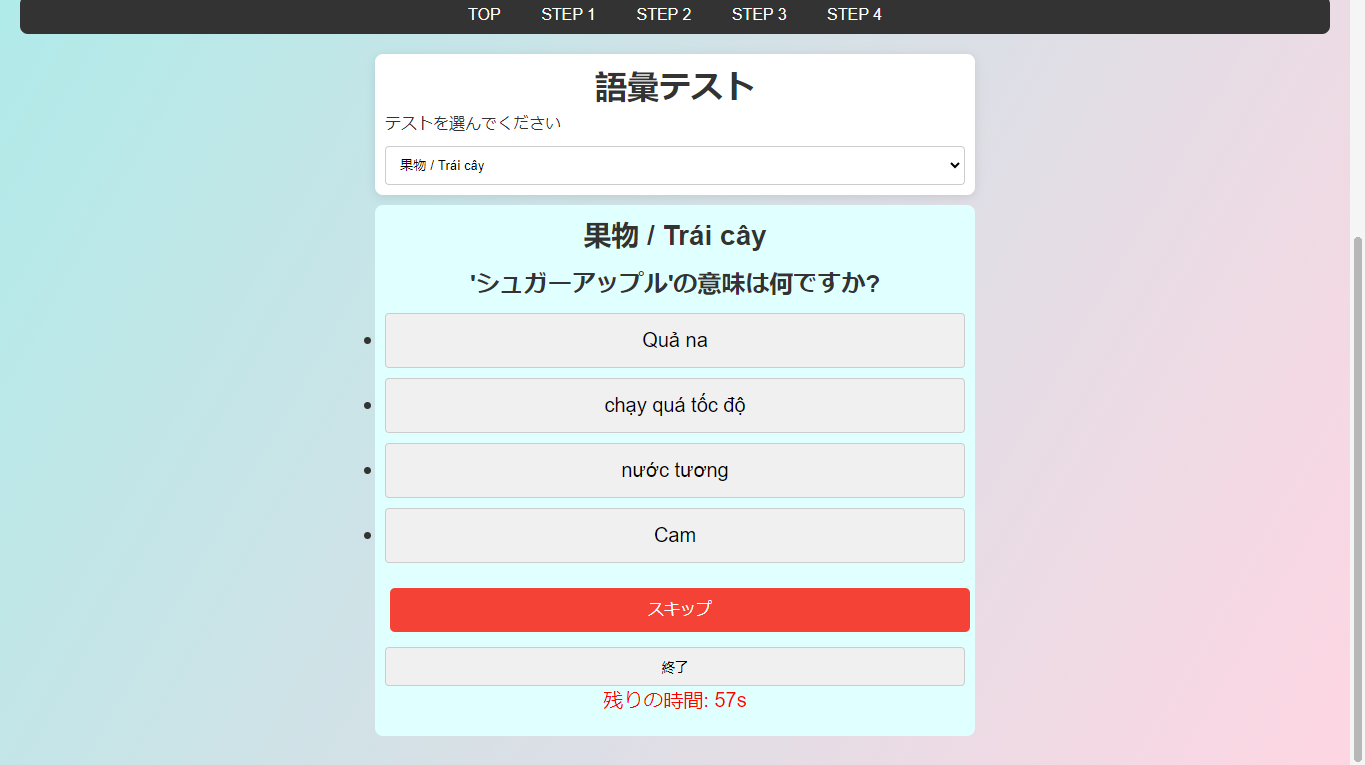 TOP STEP 1 STEP 2 STEP 3 STEP 4
語彙テスト
テストを選んでください
果物 / Trái cây
果物 / Trái cây
'シュガーアップル'の意味は何ですか?
Quả na
chạy quá tốc độ
nước tương
Cam
スキップ
終了
残りの時間: 57s